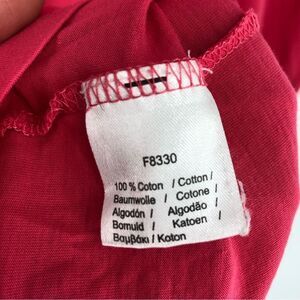 F8330
100 % Coton / Cotton /
Baumwolle / Cotone /
Algodón / Algodão /
Bomuld / Katoen /
Βαμβάκι / Koton